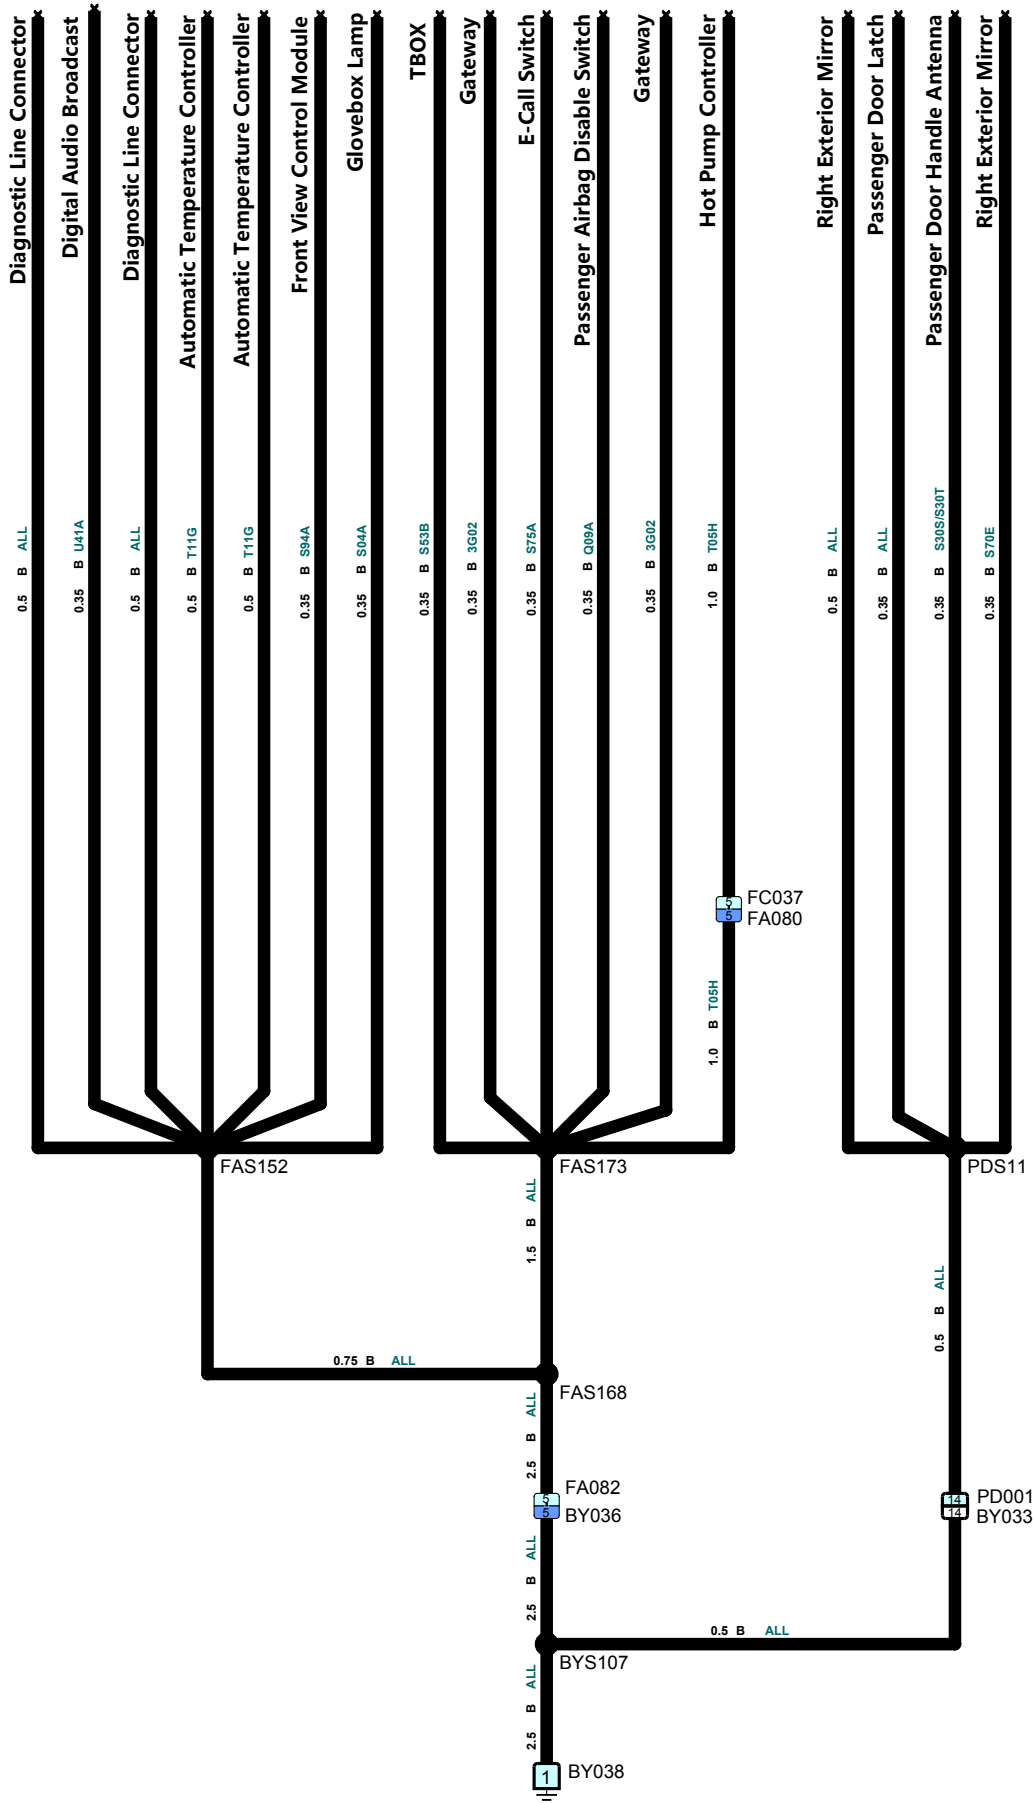 Diagnostic Line Connector
Digital Audio Broadcast
Diagnostic Line Connector
Automatic Temperature Controller
Automatic Temperature Controller
Front View Control Module
Glovebox Lamp
TBOX
Gateway
E-Call Switch
Passenger Airbag Disable Switch
Gateway
Hot Pump Controller
Right Exterior Mirror
Passenger Door Latch
Passenger Door Handle Antenna
Right Exterior Mirror
0.5 B ALL
0.35 B U41A
0.5 B ALL
0.5 B T11G
0.5 B T11G
0.35 B S94A
0.35 B S04A
0.35 B S53B
0.35 B 3G02
0.35 B S75A
0.35 B Q09A
0.35 B 3G02
1.0 B T05H
0.5 B ALL
0.35 B ALL
0.35 B S30S/S30T
0.35 B S70E
5 FC037
5 FA080
1.0 B T05H
FAS152
FAS173
PDS11
1.5 B ALL
0.5 B ALL
0.75 B ALL
FAS168
2.5 B ALL
5 FA082
5 BY036
14 PD001
14 BY033
2.5 B ALL
0.5 B ALL
BYS107
2.5 B ALL
1 BY038